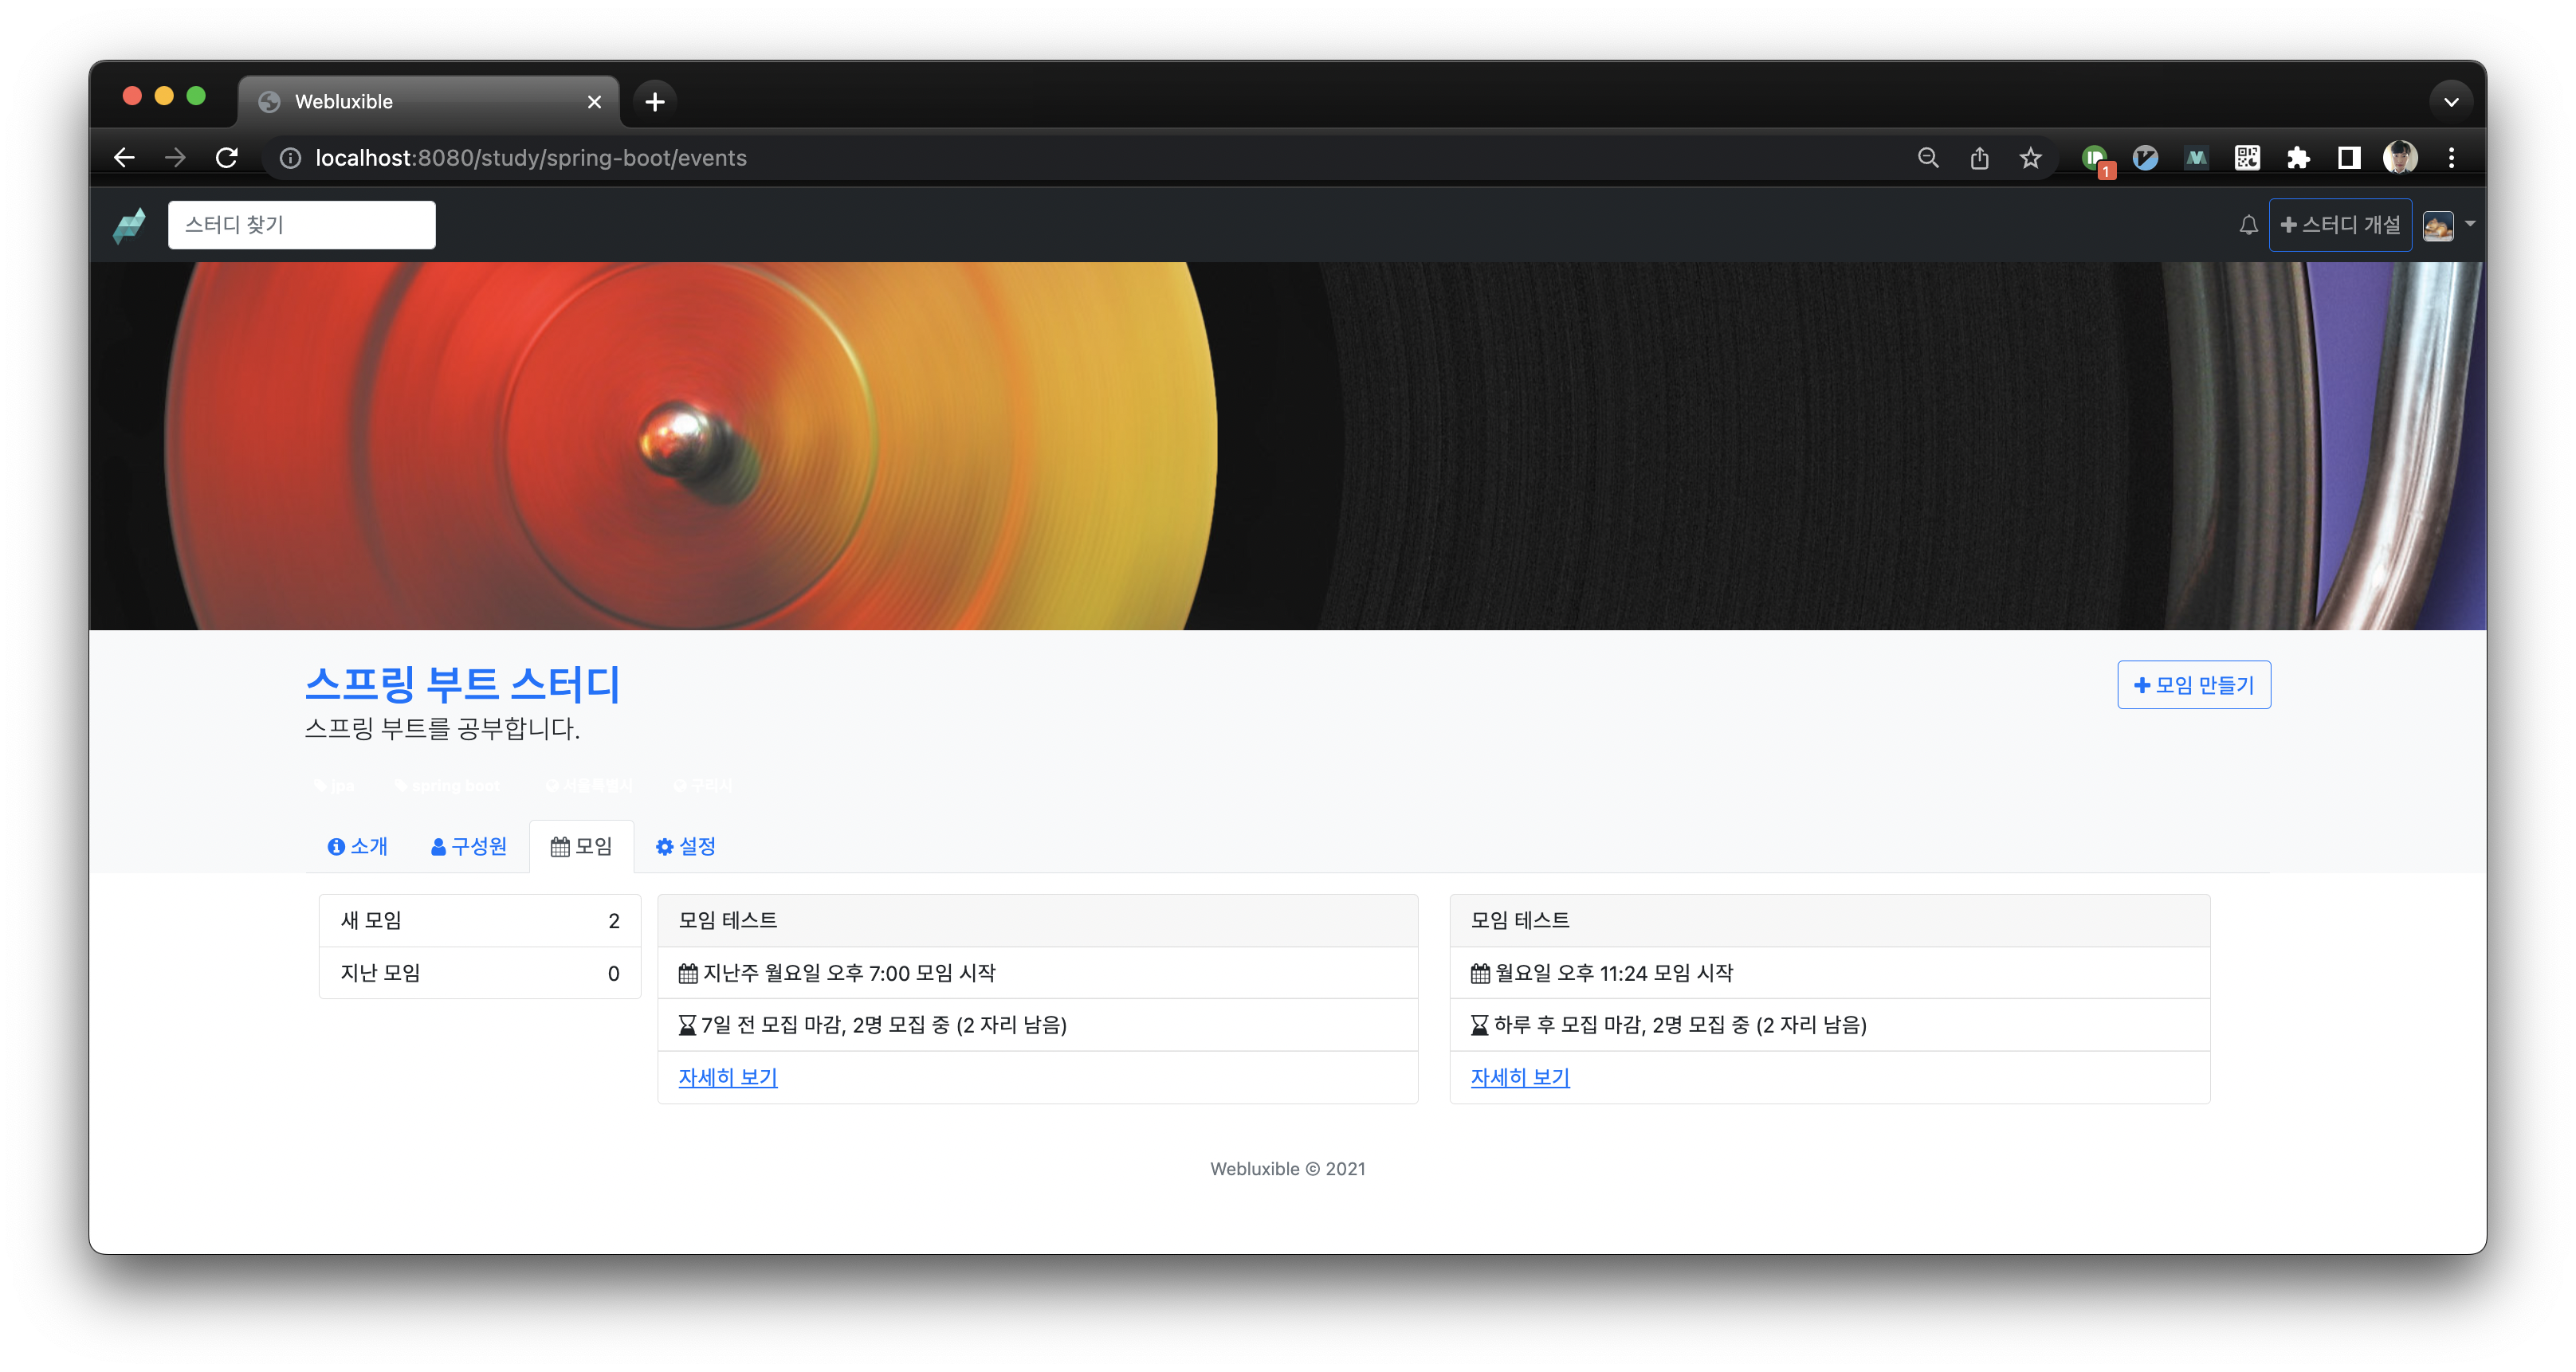 Webluxible
localhost:8080/study/spring-boot/events
1
스터디 찾기
스터디 개설
스프링 부트 스터디
모임 만들기
스프링 부트를 공부합니다.
jpa spring boot 서울특별시 구리시
소개 구성원 모임 설정
새 모임 2
지난 모임 0
모임 테스트
지난주 월요일 오후 7:00 모임 시작
7일 전 모집 마감, 2명 모집 중 (2 자리 남음)
자세히 보기
모임 테스트
월요일 오후 11:24 모임 시작
하루 후 모집 마감, 2명 모집 중 (2 자리 남음)
자세히 보기
Webluxible © 2021